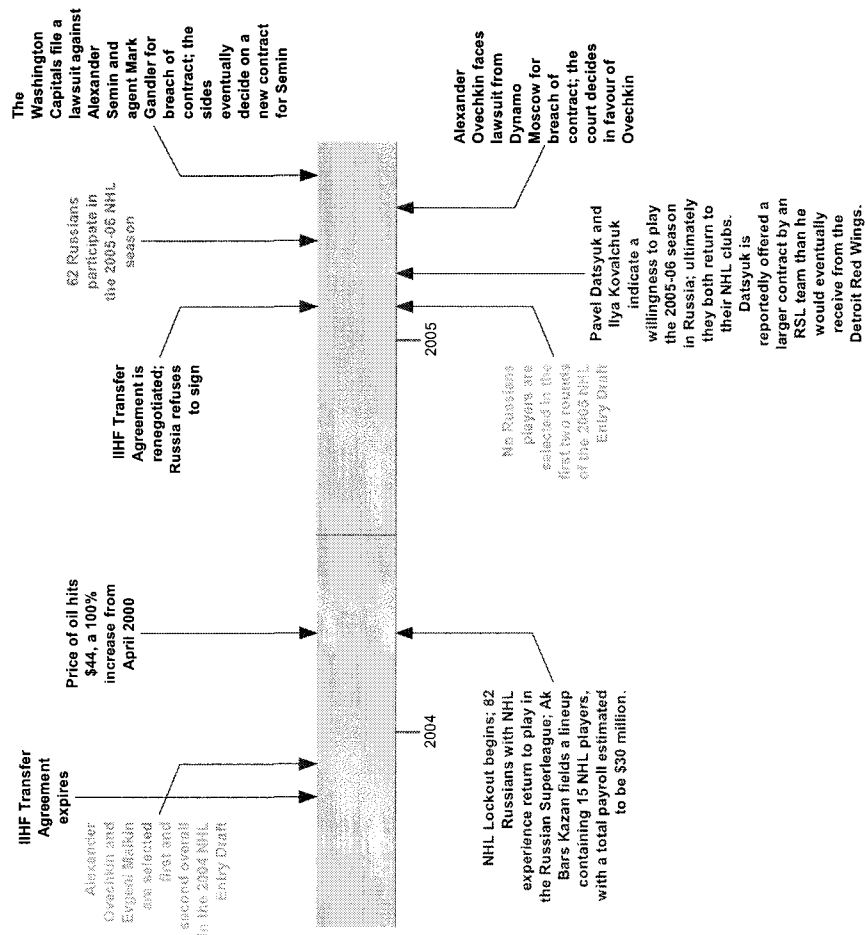 IIHF Transfer
Agreement
expires
Alexander
Ovechkin and
Evgeni Malkin
are selected
first and
second overall
in the 2004 NHL
Entry Draft
Price of oil hits
$44, a 100%
increase from
April 2000
IIHF Transfer
Agreement is
renegotiated;
Russia refuses
to sign
62 Russians
participate in
the 2005-06 NHL
season
The
Washington
Capitals file a
lawsuit against
Alexander
Semin and
agent Mark
Gandler for
breach of
contract; the
sides
eventually
decide on a
new contract
for Semin
2004
2005
NHL Lockout begins; 82
Russians with NHL
experience return to play in
the Russian Superleague; Ak
Bars Kazan fields a lineup
containing 15 NHL players,
with a total payroll estimated
to be $30 million.
No Russians
players are
selected in the
first two rounds
of the 2005 NHL
Entry Draft
Pavel Datsyuk and
Ilya Kovalchuk
indicate a
willingness to play
the 2005-06 season
in Russia; ultimately
they both return to
their NHL clubs.
Datsyuk is
reportedly offered a
larger contract by an
RSL team than he
would eventually
receive from the
Detroit Red Wings.
Alexander
Ovechkin faces
lawsuit from
Dynamo
Moscow for
breach of
contract; the
court decides
in favour of
Ovechkin